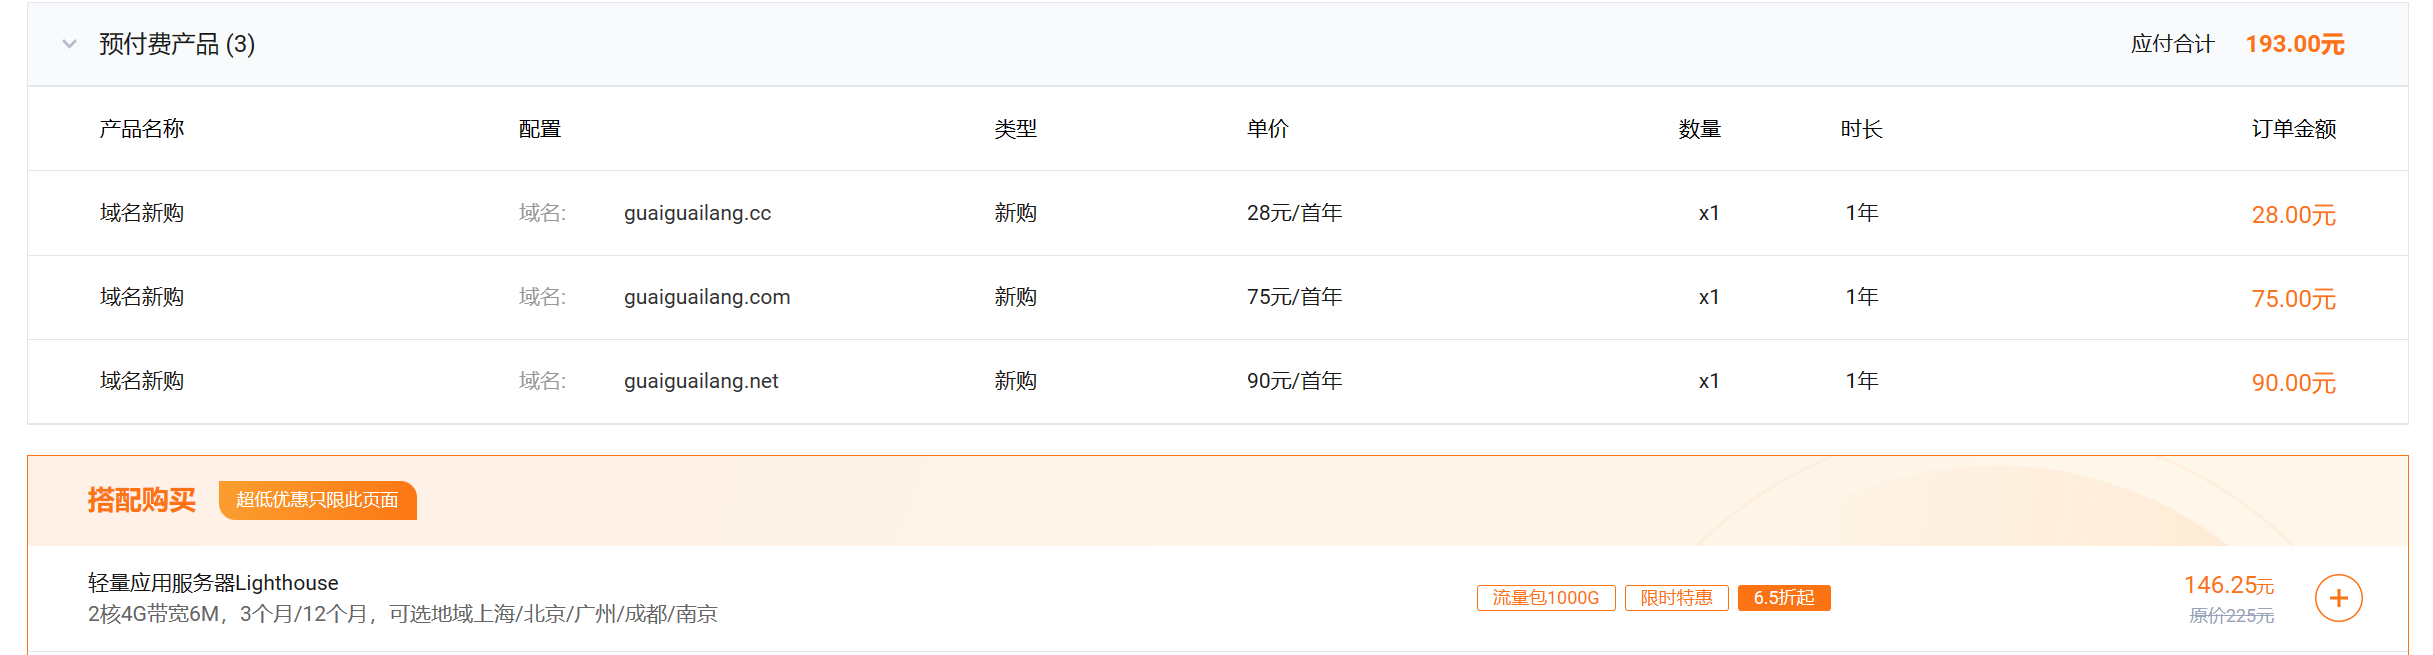 预付费产品 (3) 应付合计 193.00元
产品名称 配置 类型 单价 数量 时长 订单金额
域名新购 域名: guaiguailang.cc 新购 28元/首年 x1 1年 28.00元
域名新购 域名: guaiguailang.com 新购 75元/首年 x1 1年 75.00元
域名新购 域名: guaiguailang.net 新购 90元/首年 x1 1年 90.00元
搭配购买 超低优惠只限此页面
轻量应用服务器Lighthouse
2核4G带宽6M，3个月/12个月，可选地域上海/北京/广州/成都/南京
流量包1000G 限时特惠 6.5折起
146.25元
原价225元